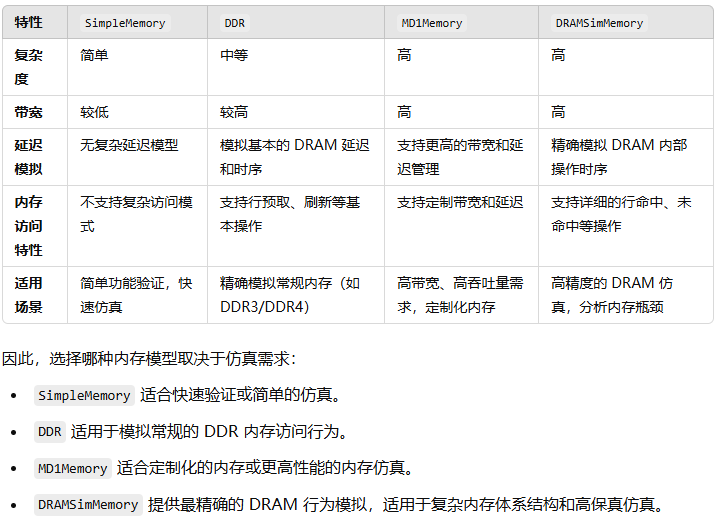 特性 SimpleMemory DDR MD1Memory DRAMSimMemory
复杂度 简单 中等 高 高
带宽 较低 较高 高 高
延迟模拟 无复杂延迟模型 模拟基本的 DRAM 延迟和时序 支持更高的带宽和延迟管理 精确模拟 DRAM 内部操作时序
内存访问特性 不支持复杂访问模式 支持行预取、刷新等基本操作 支持定制带宽和延迟 支持详细的行命中、未命中等操作
适用场景 简单功能验证，快速仿真 精确模拟常规内存（如 DDR3/DDR4） 高带宽、高吞吐量需求，定制化内存 高精度的 DRAM 仿真，分析内存瓶颈
因此，选择哪种内存模型取决于仿真需求：
• SimpleMemory 适合快速验证或简单的仿真。
• DDR 适用于模拟常规的 DDR 内存访问行为。
• MD1Memory 适合定制化的内存或更高性能的内存仿真。
• DRAMSimMemory 提供最精确的 DRAM 行为模拟，适用于复杂内存体系结构和高保真仿真。